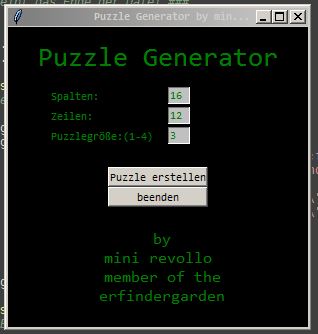 Puzzle Generator by min...
Puzzle Generator
Spalten: 16
Zeilen: 12
Puzzlegröße:(1-4) 3
Puzzle erstellen
beenden
by
mini revollo
member of the
erfindergarden